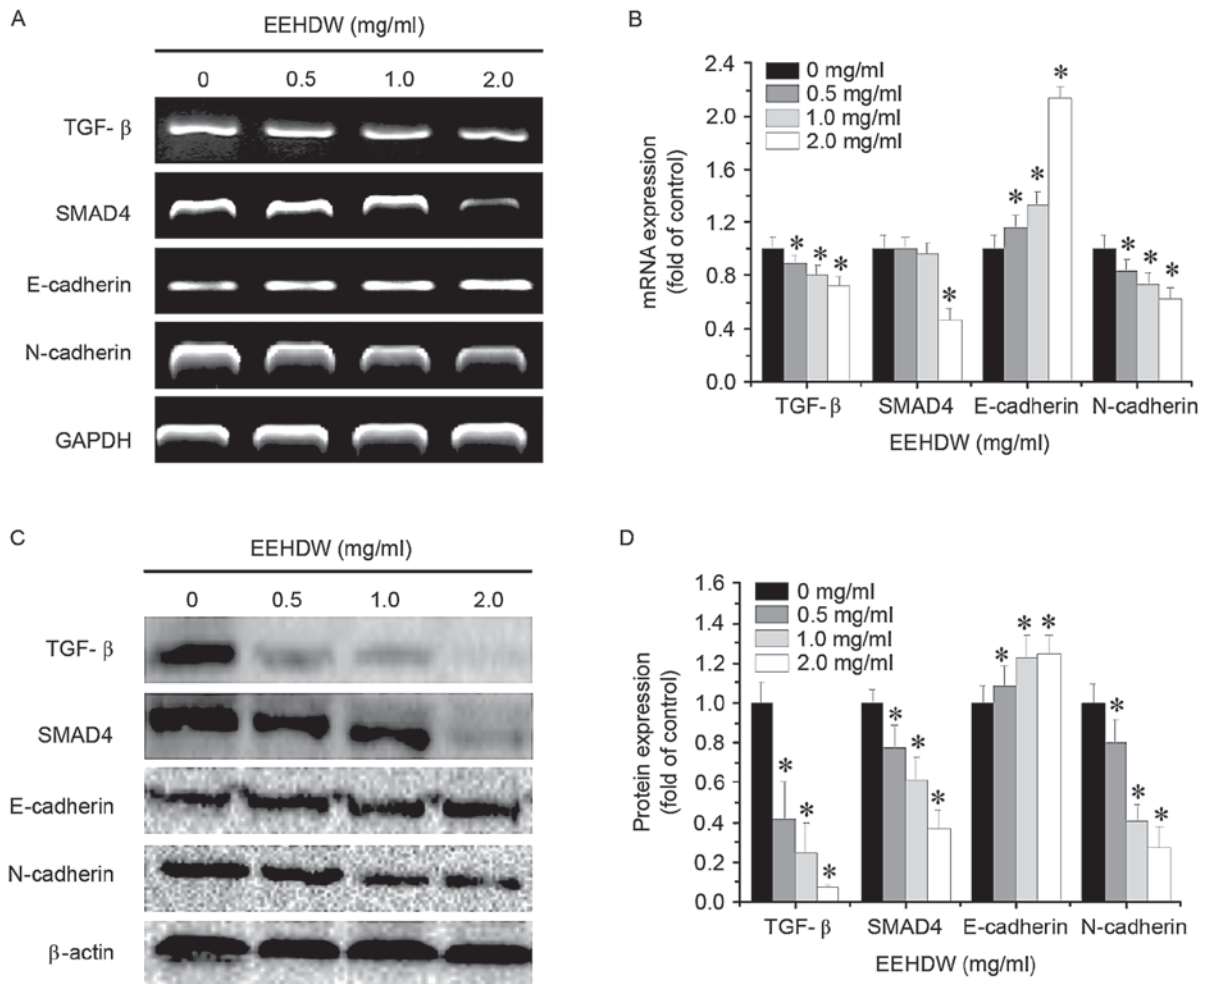 A
EEHDW (mg/ml)
0 0.5 1.0 2.0
TGF- β
SMAD4
E-cadherin
N-cadherin
GAPDH
B
mRNA expression
(fold of control)
2.4
2.0
1.6
1.2
0.8
0.4
0.0
0 mg/ml
0.5 mg/ml
1.0 mg/ml
2.0 mg/ml
* * * * * * * * * *
TGF- β SMAD4 E-cadherin N-cadherin
EEHDW (mg/ml)
C
EEHDW (mg/ml)
0 0.5 1.0 2.0
TGF- β
SMAD4
E-cadherin
N-cadherin
β-actin
D
Protein expression
(fold of control)
1.6
1.4
1.2
1.0
0.8
0.6
0.4
0.2
0.0
0 mg/ml
0.5 mg/ml
1.0 mg/ml
2.0 mg/ml
* * * * * * * * * * * *
TGF- β SMAD4 E-cadherin N-cadherin
EEHDW (mg/ml)